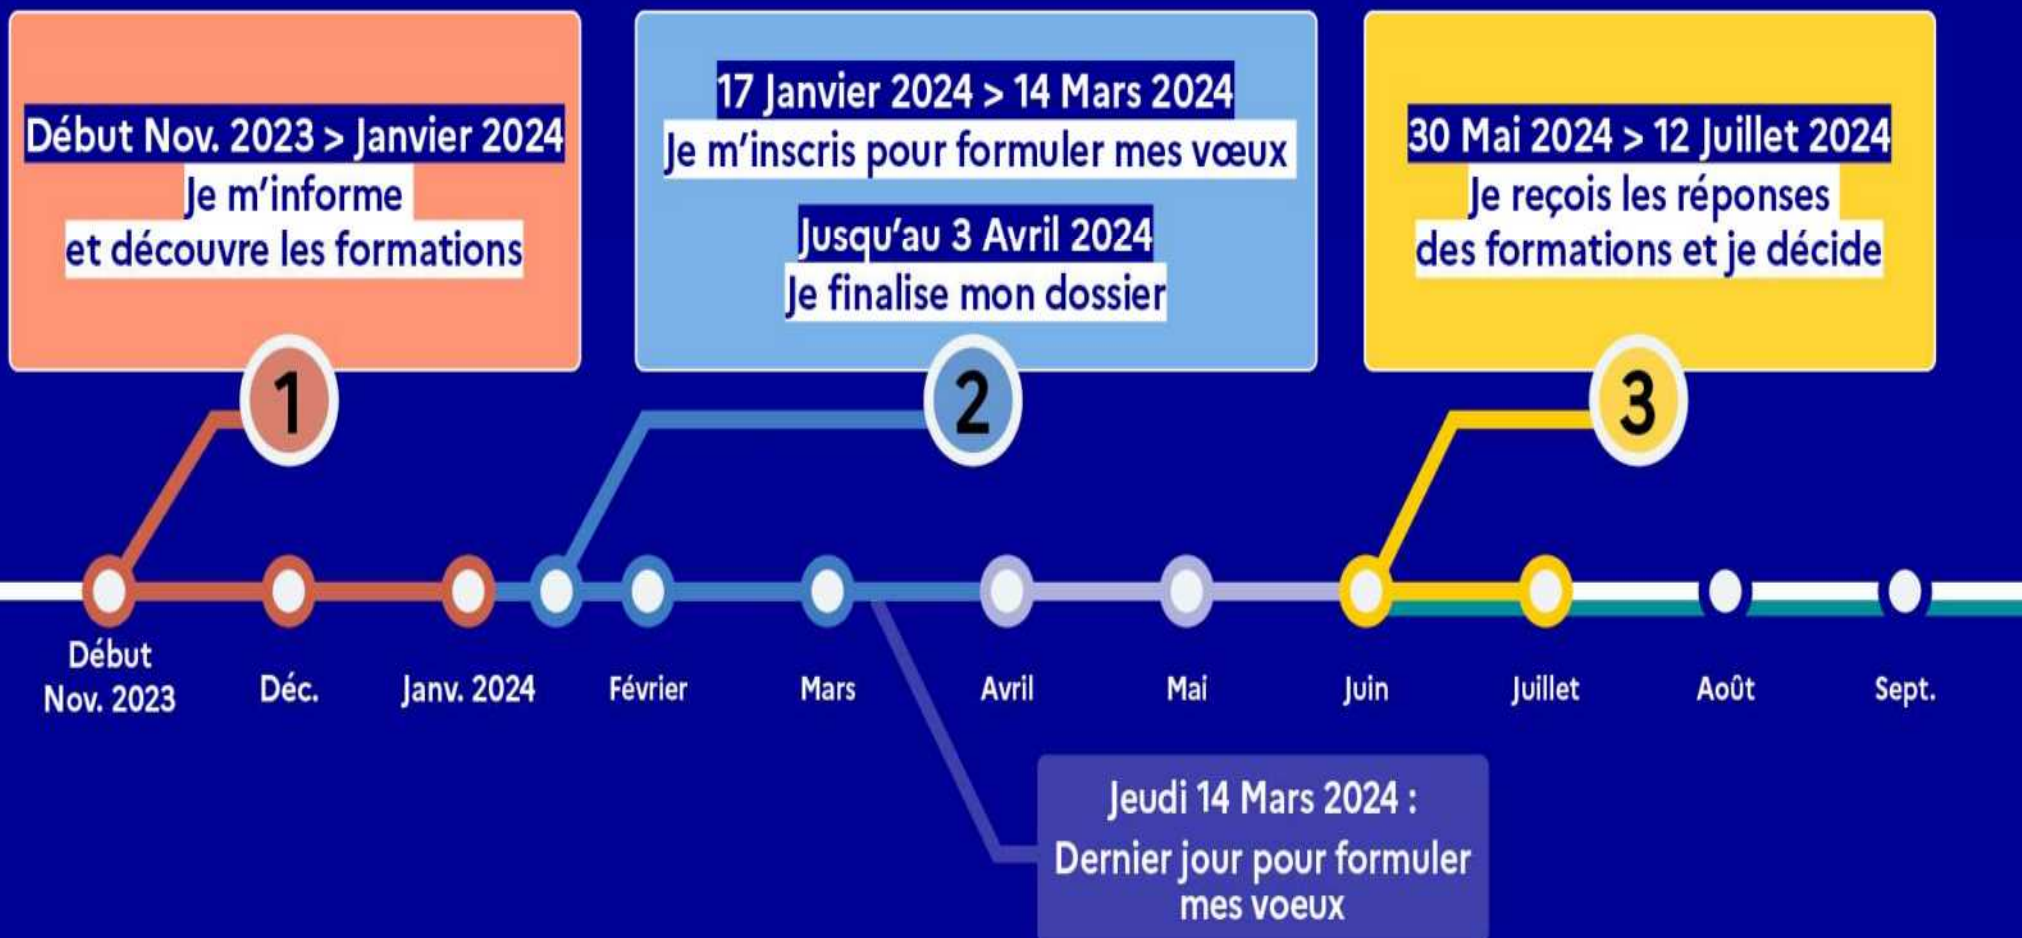 Début Nov. 2023 > Janvier 2024
Je m'informe
et découvre les formations
1
17 Janvier 2024 > 14 Mars 2024
Je m'inscris pour formuler mes vœux
Jusqu'au 3 Avril 2024
Je finalise mon dossier
2
30 Mai 2024 > 12 Juillet 2024
Je reçois les réponses
des formations et je décide
3
Début
Nov. 2023
Déc.
Janv. 2024
Février
Mars
Avril
Mai
Juin
Juillet
Août
Sept.
Jeudi 14 Mars 2024 :
Dernier jour pour formuler
mes voeux